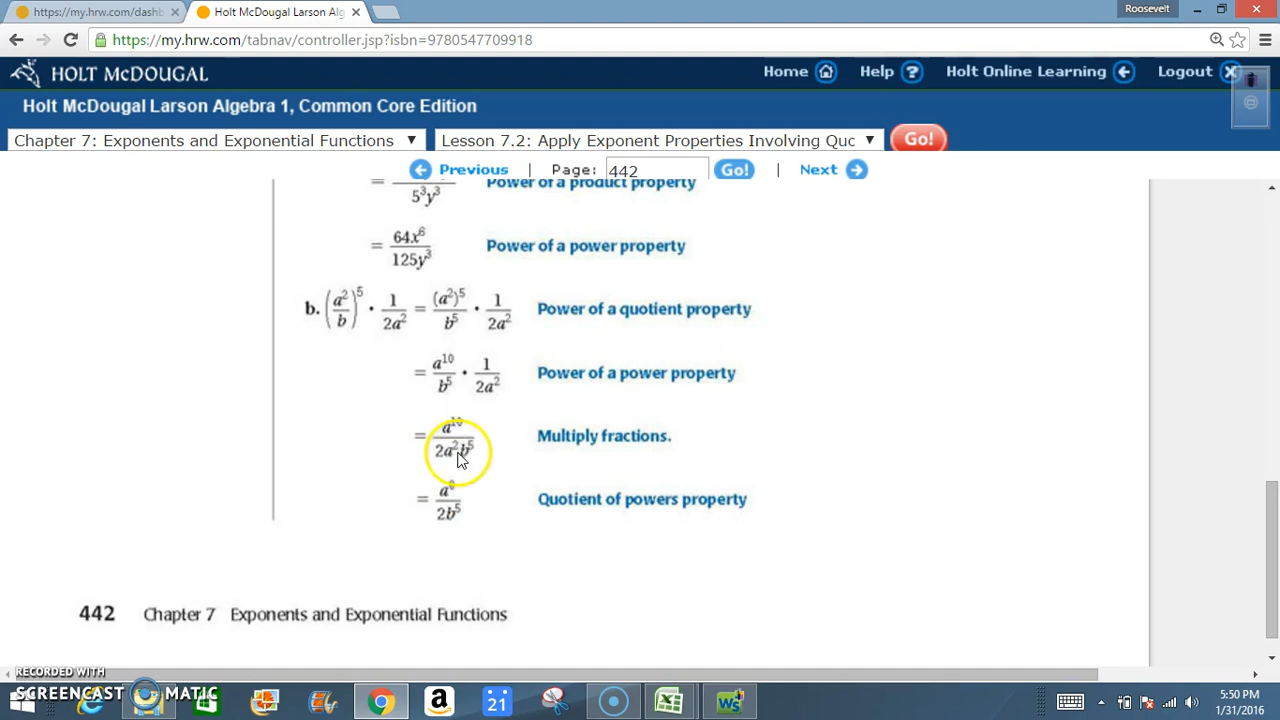 https://my.hrw.com/dashb
Holt McDougal Larson Alge
Roosevelt
https://my.hrw.com/tabnav/controller.jsp?isbn=9780547709918
HOLT McDOUGAL
Home
Help ?
Holt Online Learning
Logout X
Holt McDougal Larson Algebra 1, Common Core Edition
Chapter 7: Exponents and Exponential Functions
Lesson 7.2: Apply Exponent Properties Involving Quo
Go!
Previous | Page: 442 Go! | Next
= / 5³y³ Power of a product property
= 64x⁶ / 125y³ Power of a power property
b. (a²/b)⁵ • 1/2a² = (a²)⁵/b⁵ • 1/2a² Power of a quotient property
= a¹⁰/b⁵ • 1/2a² Power of a power property
= a¹⁰/2a²b⁵ Multiply fractions.
= a⁸/2b⁵ Quotient of powers property
442 Chapter 7 Exponents and Exponential Functions
RECORDED WITH
SCREENCAST MATIC
21
5:50 PM
1/31/2016